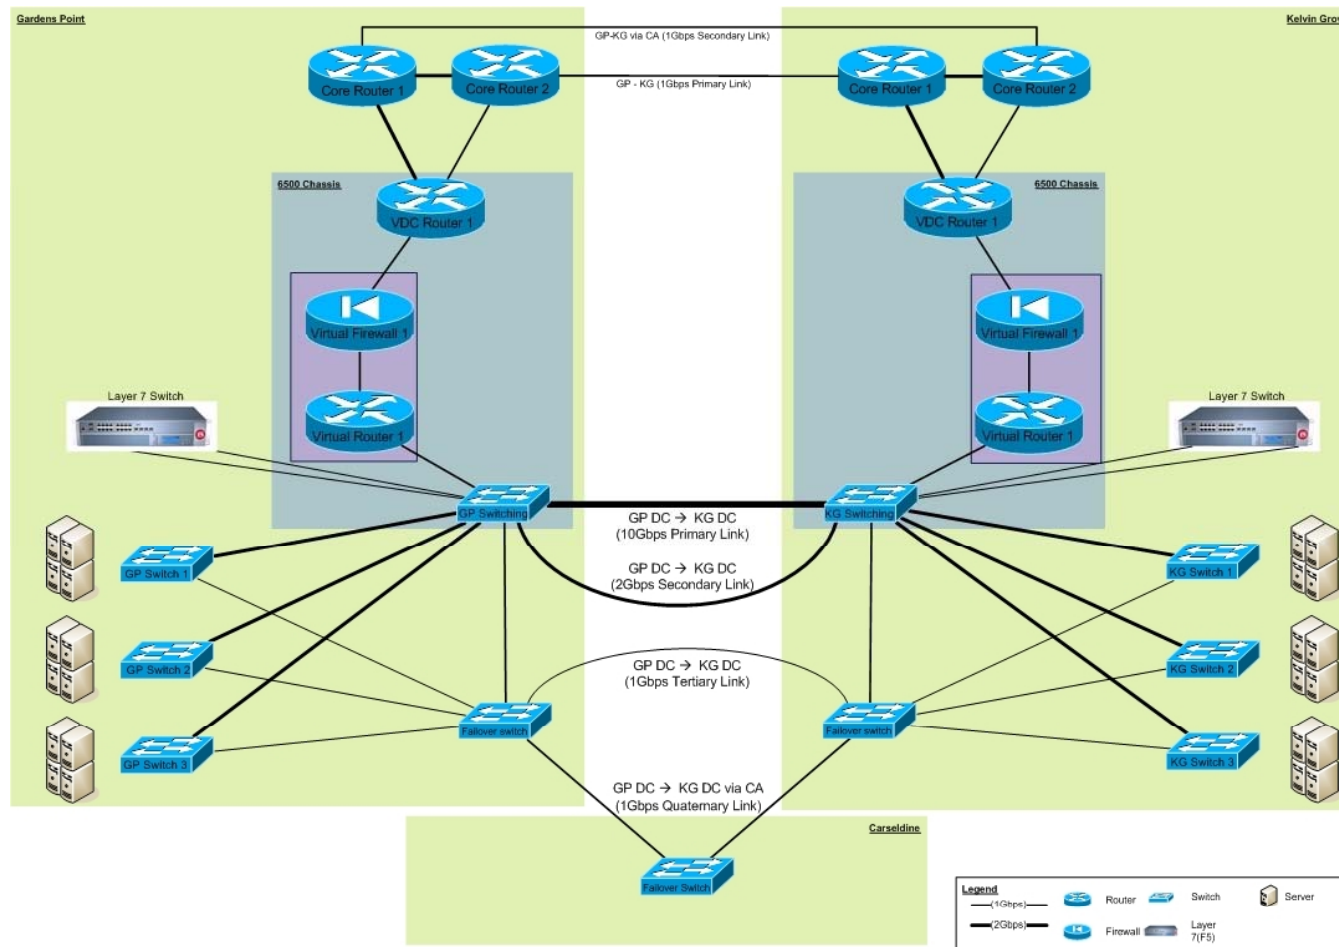 Gardens Point
Kelvin Grov
GP-KG via CA (1Gbps Secondary Link)
Core Router 1
Core Router 2
GP - KG (1Gbps Primary Link)
Core Router 1
Core Router 2
6500 Chassis
6500 Chassis
VDC Router 1
VDC Router 1
Virtual Firewall 1
Virtual Firewall 1
Layer 7 Switch
Layer 7 Switch
Virtual Router 1
Virtual Router 1
GP Switching
KG Switching
GP DC → KG DC
(10Gbps Primary Link)
GP DC → KG DC
(2Gbps Secondary Link)
GP Switch 1
KG Switch 1
GP Switch 2
KG Switch 2
GP DC → KG DC
(1Gbps Tertiary Link)
Failover switch
Failover switch
GP Switch 3
KG Switch 3
GP DC → KG DC via CA
(1Gbps Quaternary Link)
Carseldine
Failover Switch
Legend
(1Gbps)
Router
Switch
Server
(2Gbps)
Firewall
Layer
7(F5)